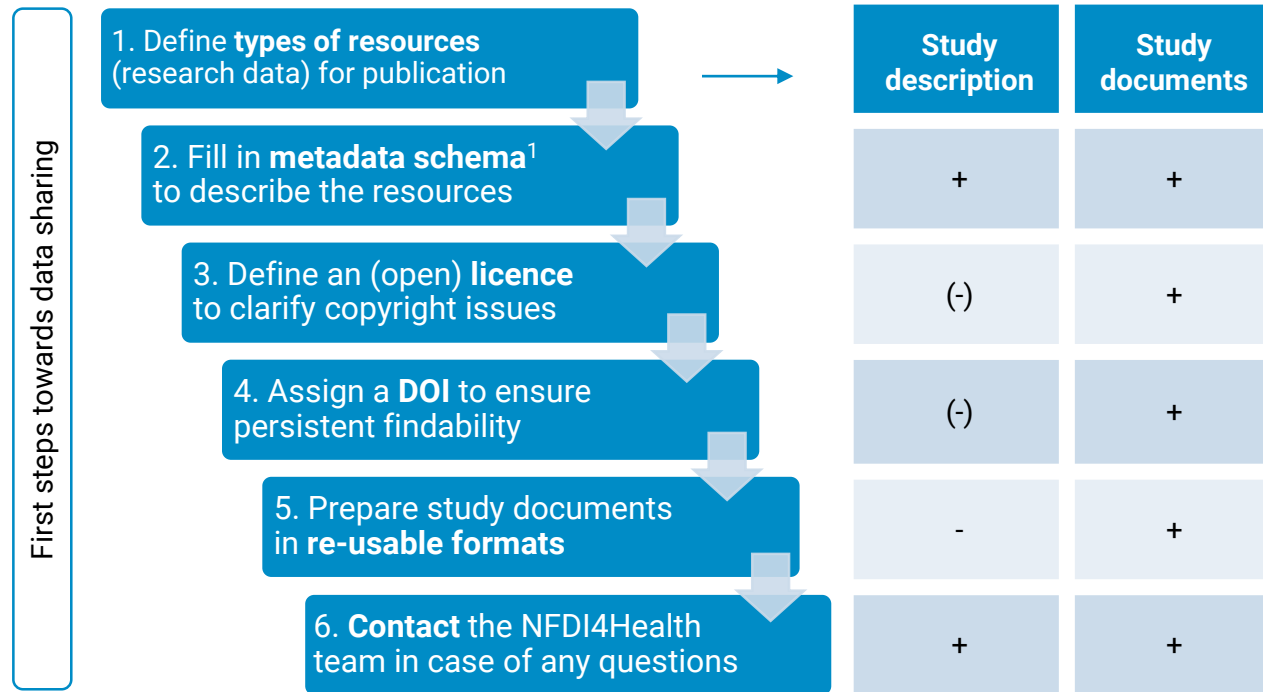 First steps towards data sharing
1. Define types of resources
(research data) for publication
Study
description
Study
documents
2. Fill in metadata schema¹
to describe the resources
+
+
3. Define an (open) licence
to clarify copyright issues
(-)
+
4. Assign a DOI to ensure
persistent findability
(-)
+
5. Prepare study documents
in re-usable formats
-
+
6. Contact the NFDI4Health
team in case of any questions
+
+